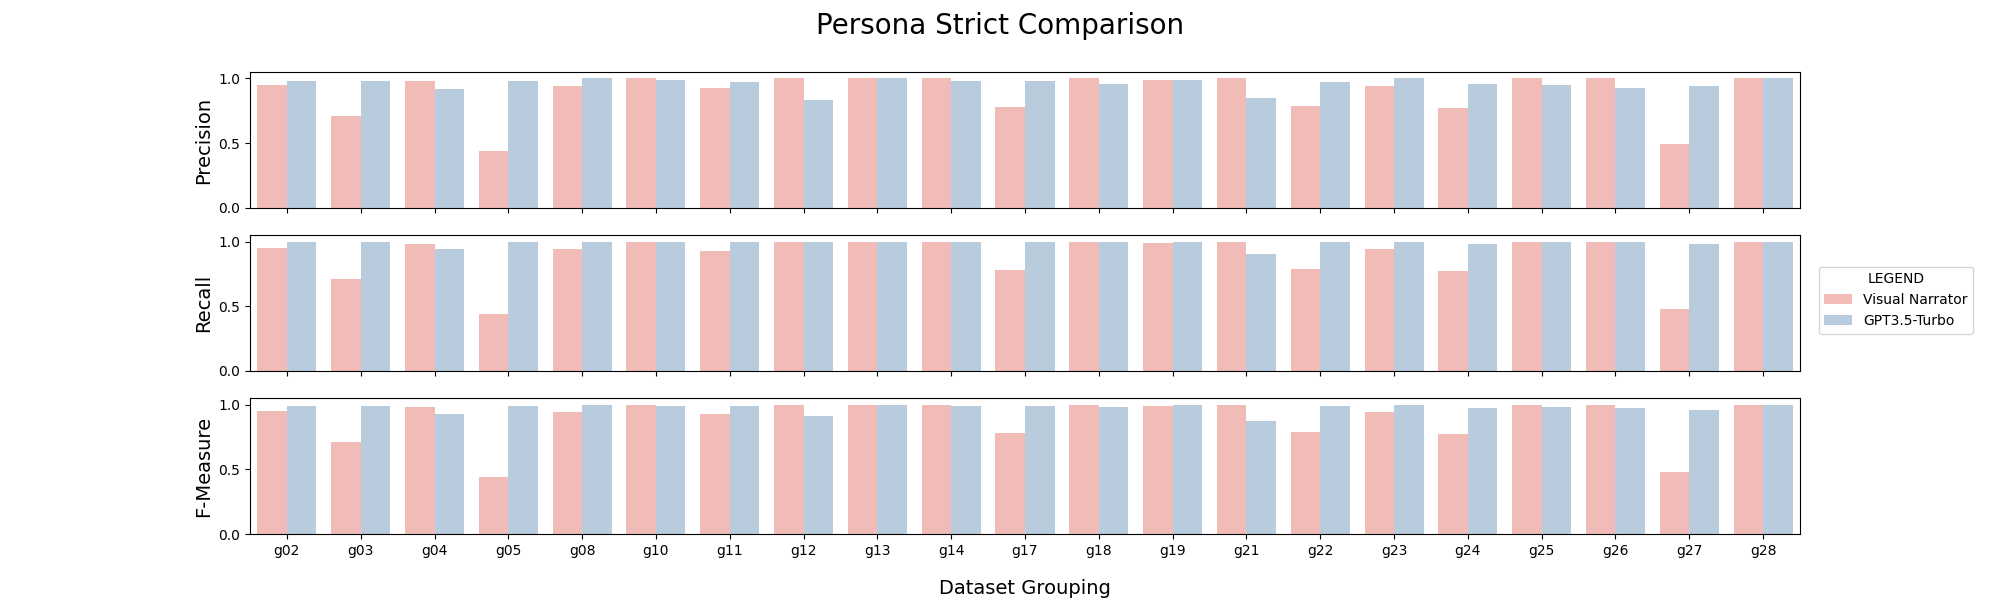 Persona Strict Comparison
Precision
1.0
0.5
0.0
Recall
1.0
0.5
0.0
F-Measure
1.0
0.5
0.0
g02 g03 g04 g05 g08 g10 g11 g12 g13 g14 g17 g18 g19 g21 g22 g23 g24 g25 g26 g27 g28
Dataset Grouping
LEGEND
Visual Narrator
GPT3.5-Turbo